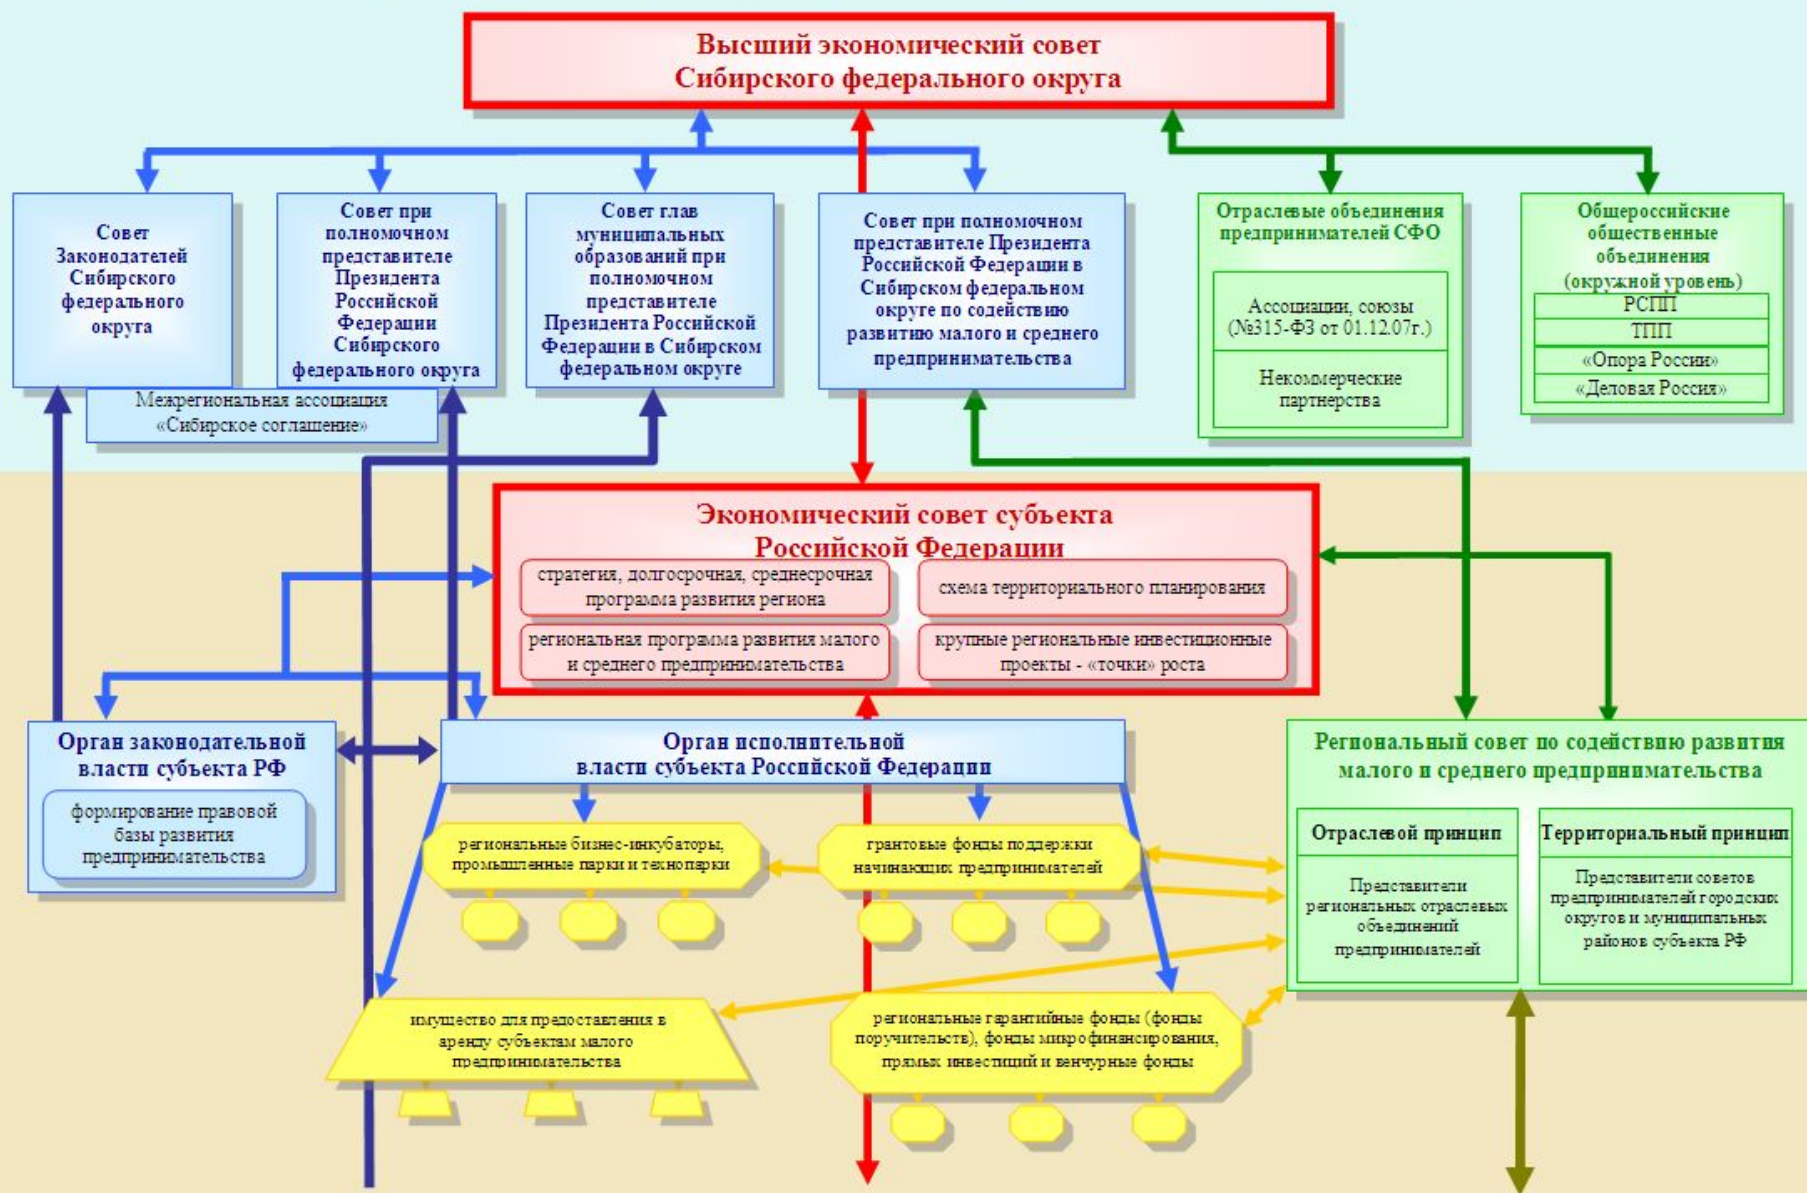 Высший экономический совет
Сибирского федерального округа
Совет
Законодателей
Сибирского
федерального
округа
Совет при
полномочном
представителе
Президента
Российской
Федерации
Сибирского
федерального округа
Межрегиональная ассоциация
«Сибирское соглашение»
Совет глав
муниципальных
образований при
полномочном
представителе
Президента Российской
Федерации в Сибирском
федеральном округе
Совет при полномочном
представителе Президента
Российской Федерации в
Сибирском федеральном
округе по содействию
развитию малого и среднего
предпринимательства
Отраслевые объединения
предпринимателей СФО
Ассоциации, союзы
(№315-ФЗ от 01.12.07г.)
Некоммерческие
партнерства
Общероссийские
общественные
объединения
(окружной уровень)
РСПП
ТПП
«Опора России»
«Деловая Россия»
Экономический совет субъекта
Российской Федерации
стратегия, долгосрочная, среднесрочная
программа развития региона
схема территориального планирования
региональная программа развития малого
и среднего предпринимательства
крупные региональные инвестиционные
проекты - «точки» роста
Орган законодательной
власти субъекта РФ
формирование правовой
базы развития
предпринимательства
Орган исполнительной
власти субъекта Российской Федерации
региональные бизнес-инкубаторы,
промышленные парки и технопарки
грантовые фонды поддержки
начинающих предпринимателей
имущество для предоставления в
аренду субъектам малого
предпринимательства
региональные гарантийные фонды (фонды
поручительств), фонды микрофинансирования,
прямых инвестиций и венчурные фонды
Региональный совет по содействию развития
малого и среднего предпринимательства
Отраслевой принцип
Представители
региональных отраслевых
объединений
предпринимателей
Территориальный принцип
Представители советов
предпринимателей городских
округов и муниципальных
районов субъекта РФ